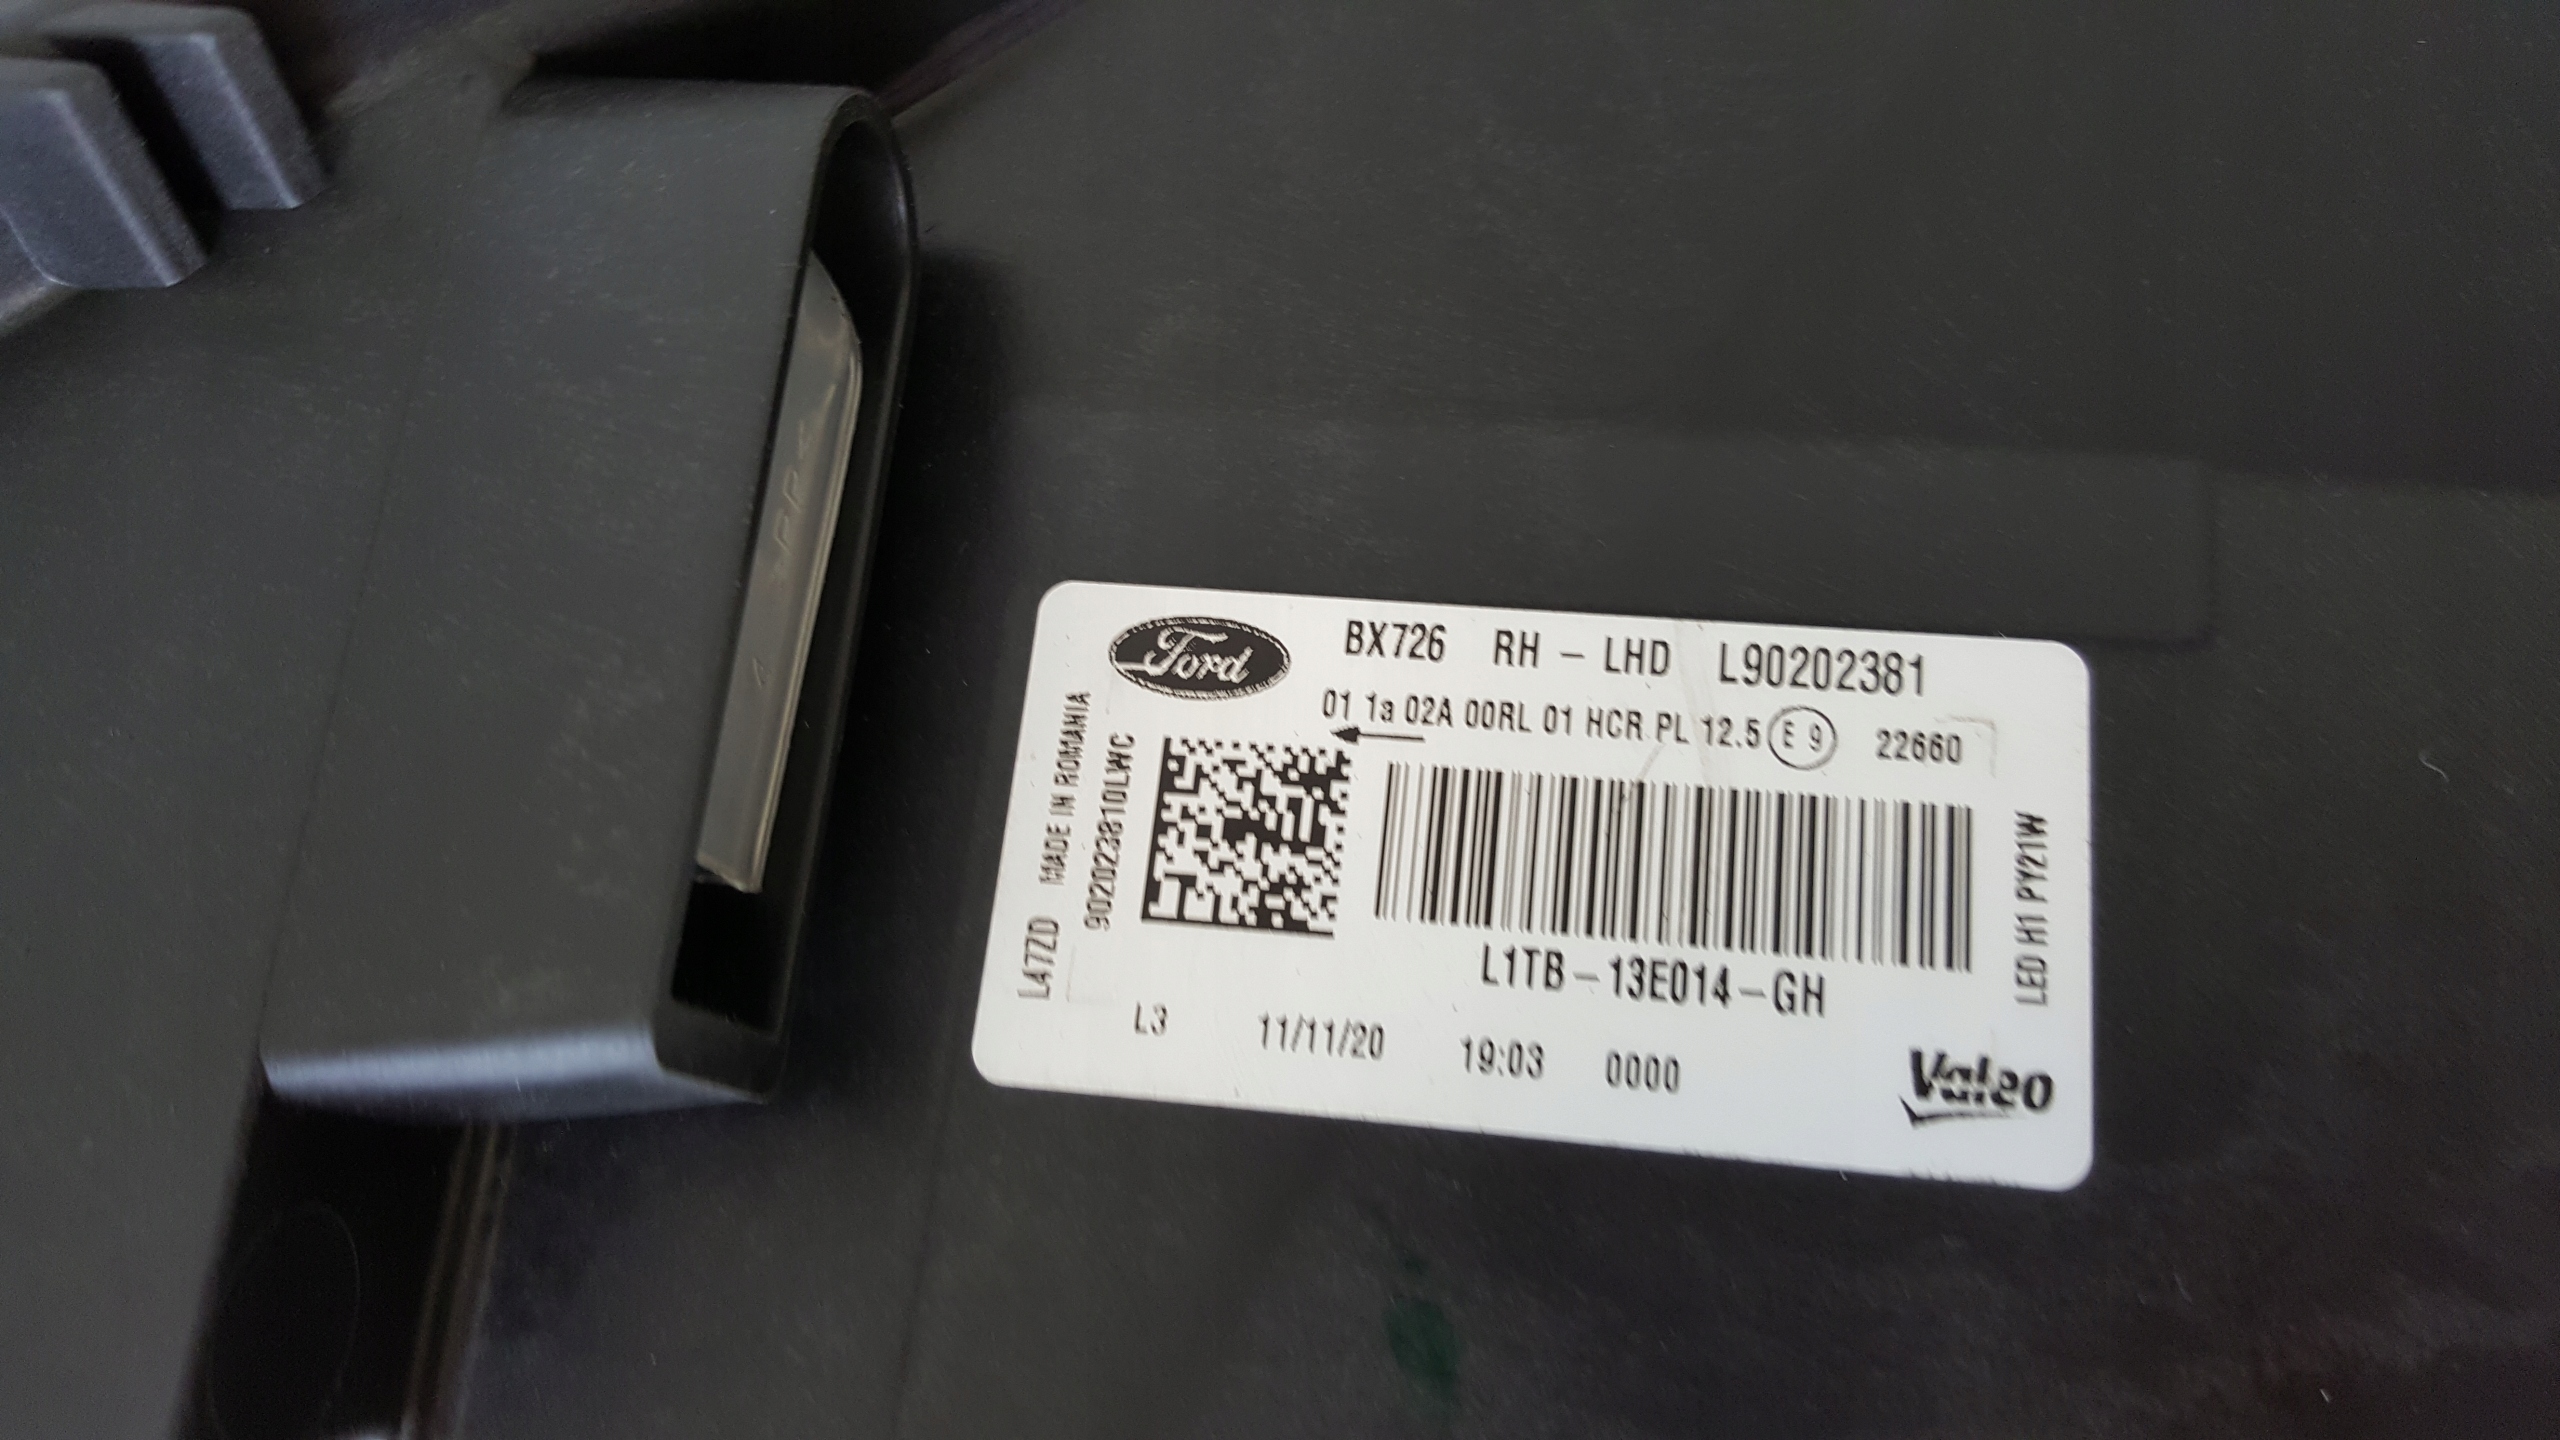 Ford
BX726 RH – LHD L90202381
01 1a 02A 00RL 01 HCR PL 12.5 E 9 22660
L47ZD MADE IN ROMANIA
9020238110LWC
LED H1 PY21W
L1TB – 13E014 – GH
L3 11/11/20 19:03 0000
Valeo